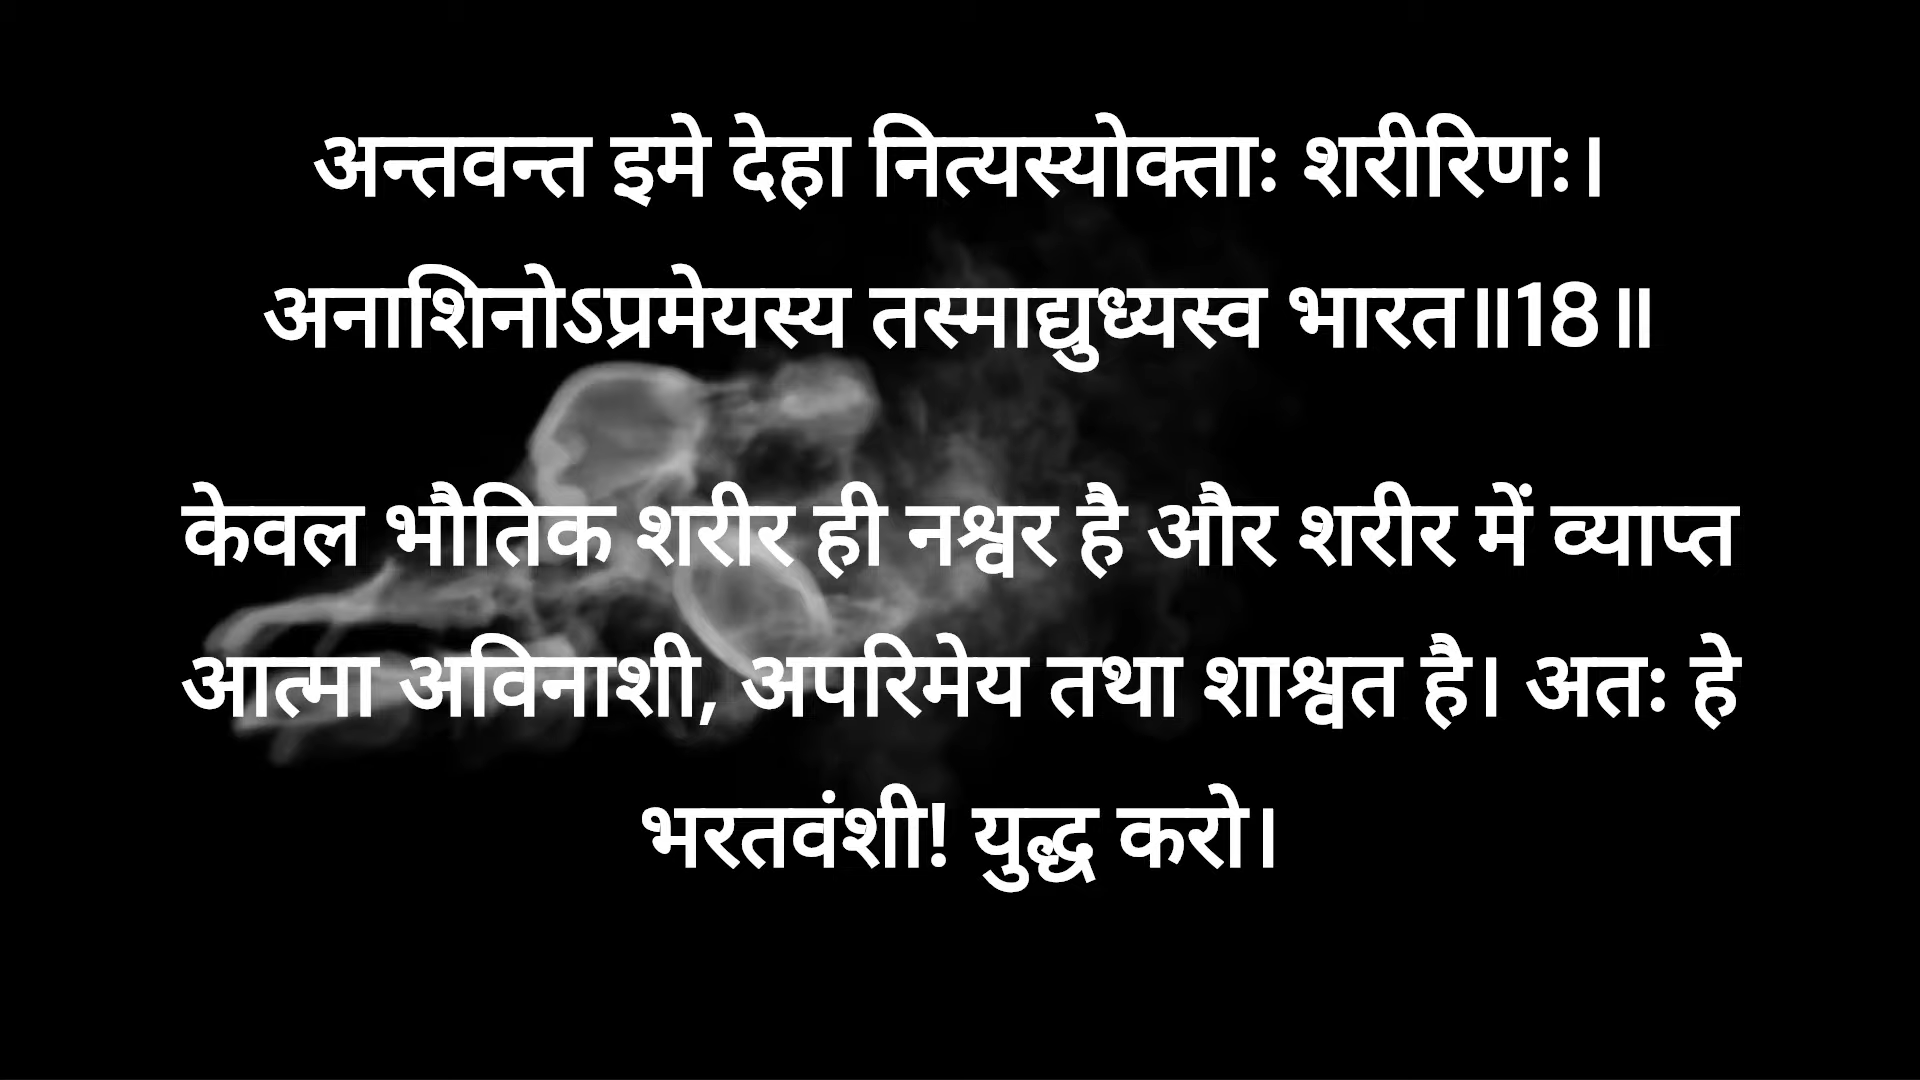 अन्तवन्त इमे देहा नित्यस्योक्ताः शरीरिणः।
अनाशिनोऽप्रमेयस्य तस्माद्युध्यस्व भारत॥18॥
केवल भौतिक शरीर ही नश्वर है और शरीर में व्याप्त
आत्मा अविनाशी, अपरिमेय तथा शाश्वत है। अतः हे
भरतवंशी! युद्ध करो।